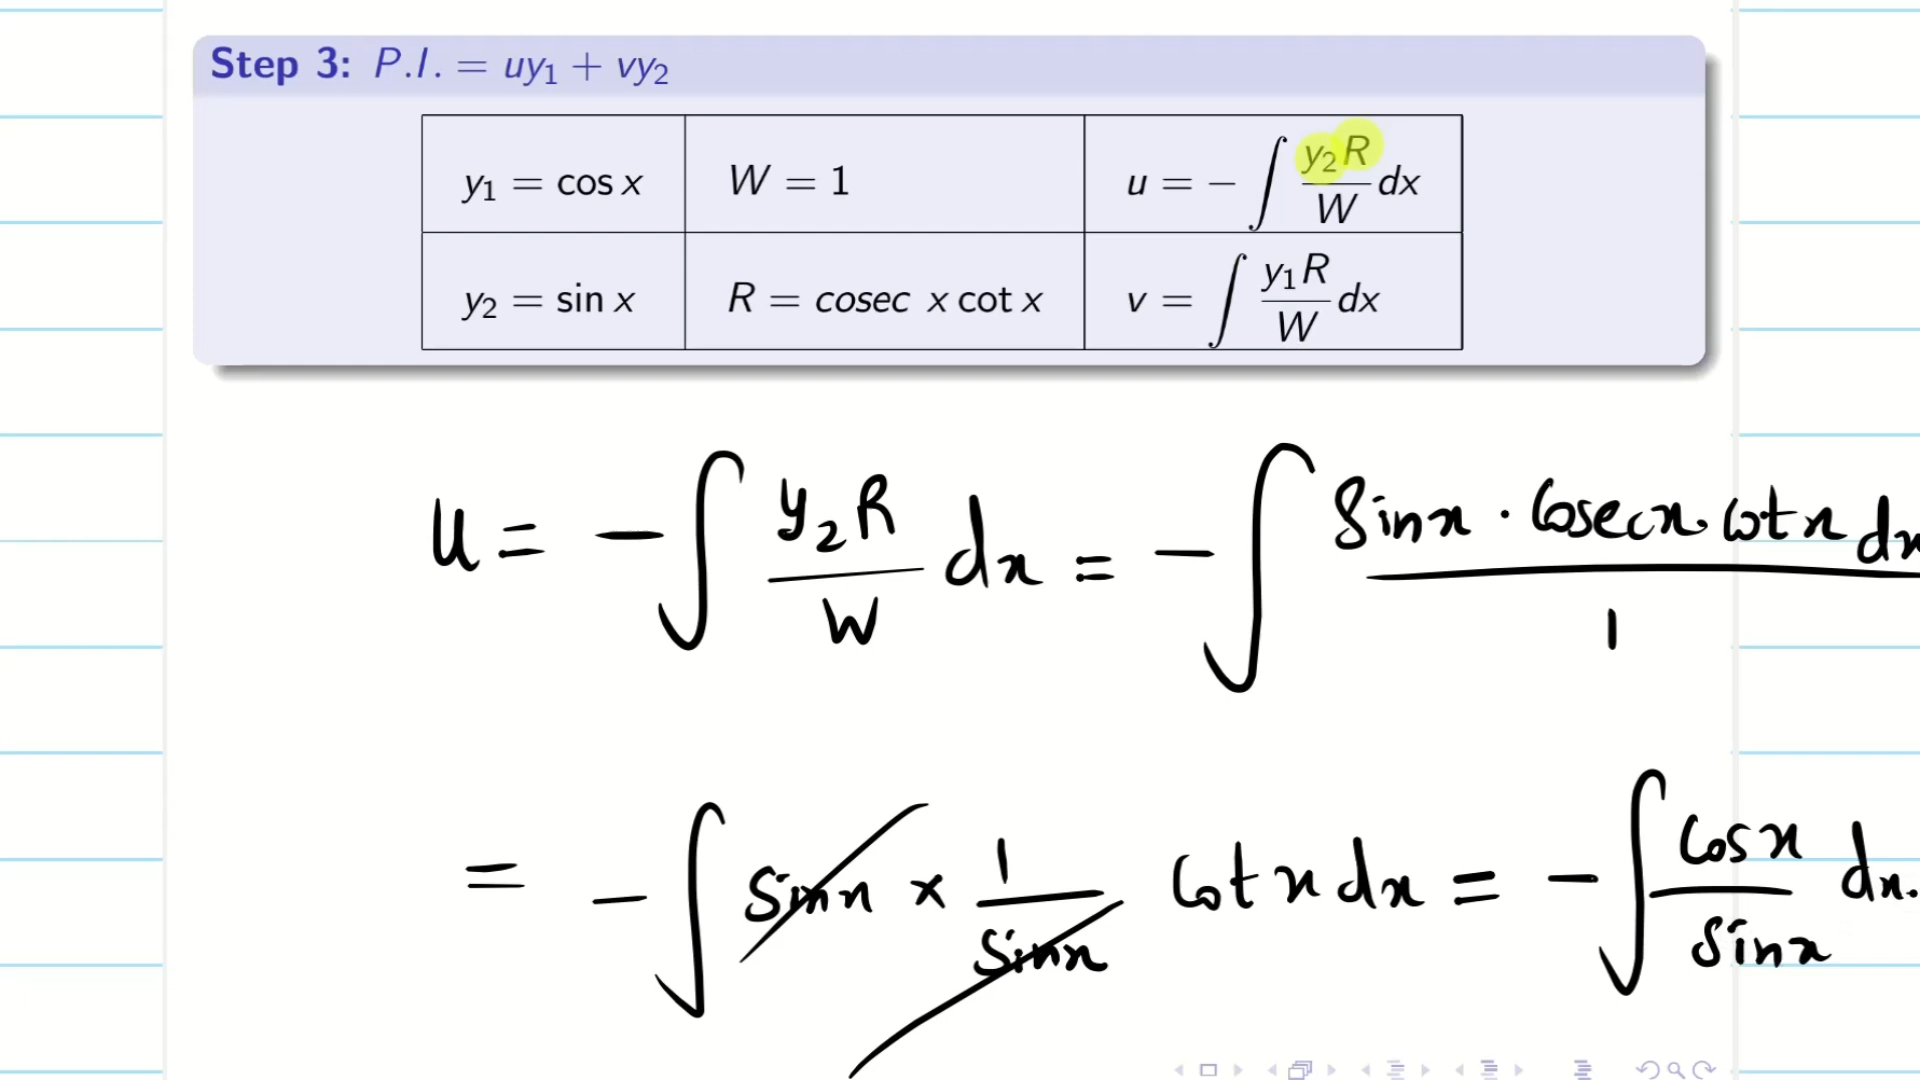 Step 3: P.I. = uy₁ + vy₂
y₁ = cos x | W = 1 | u = −∫ y₂R/W dx
y₂ = sin x | R = cosec x cot x | v = ∫ y₁R/W dx
u = −∫ y₂R/W dx = −∫ Sinx · Cosecx · Cotx dx/1
= −∫ sinx × 1/sinx Cotx dx = −∫ Cosx/Sinx dx.